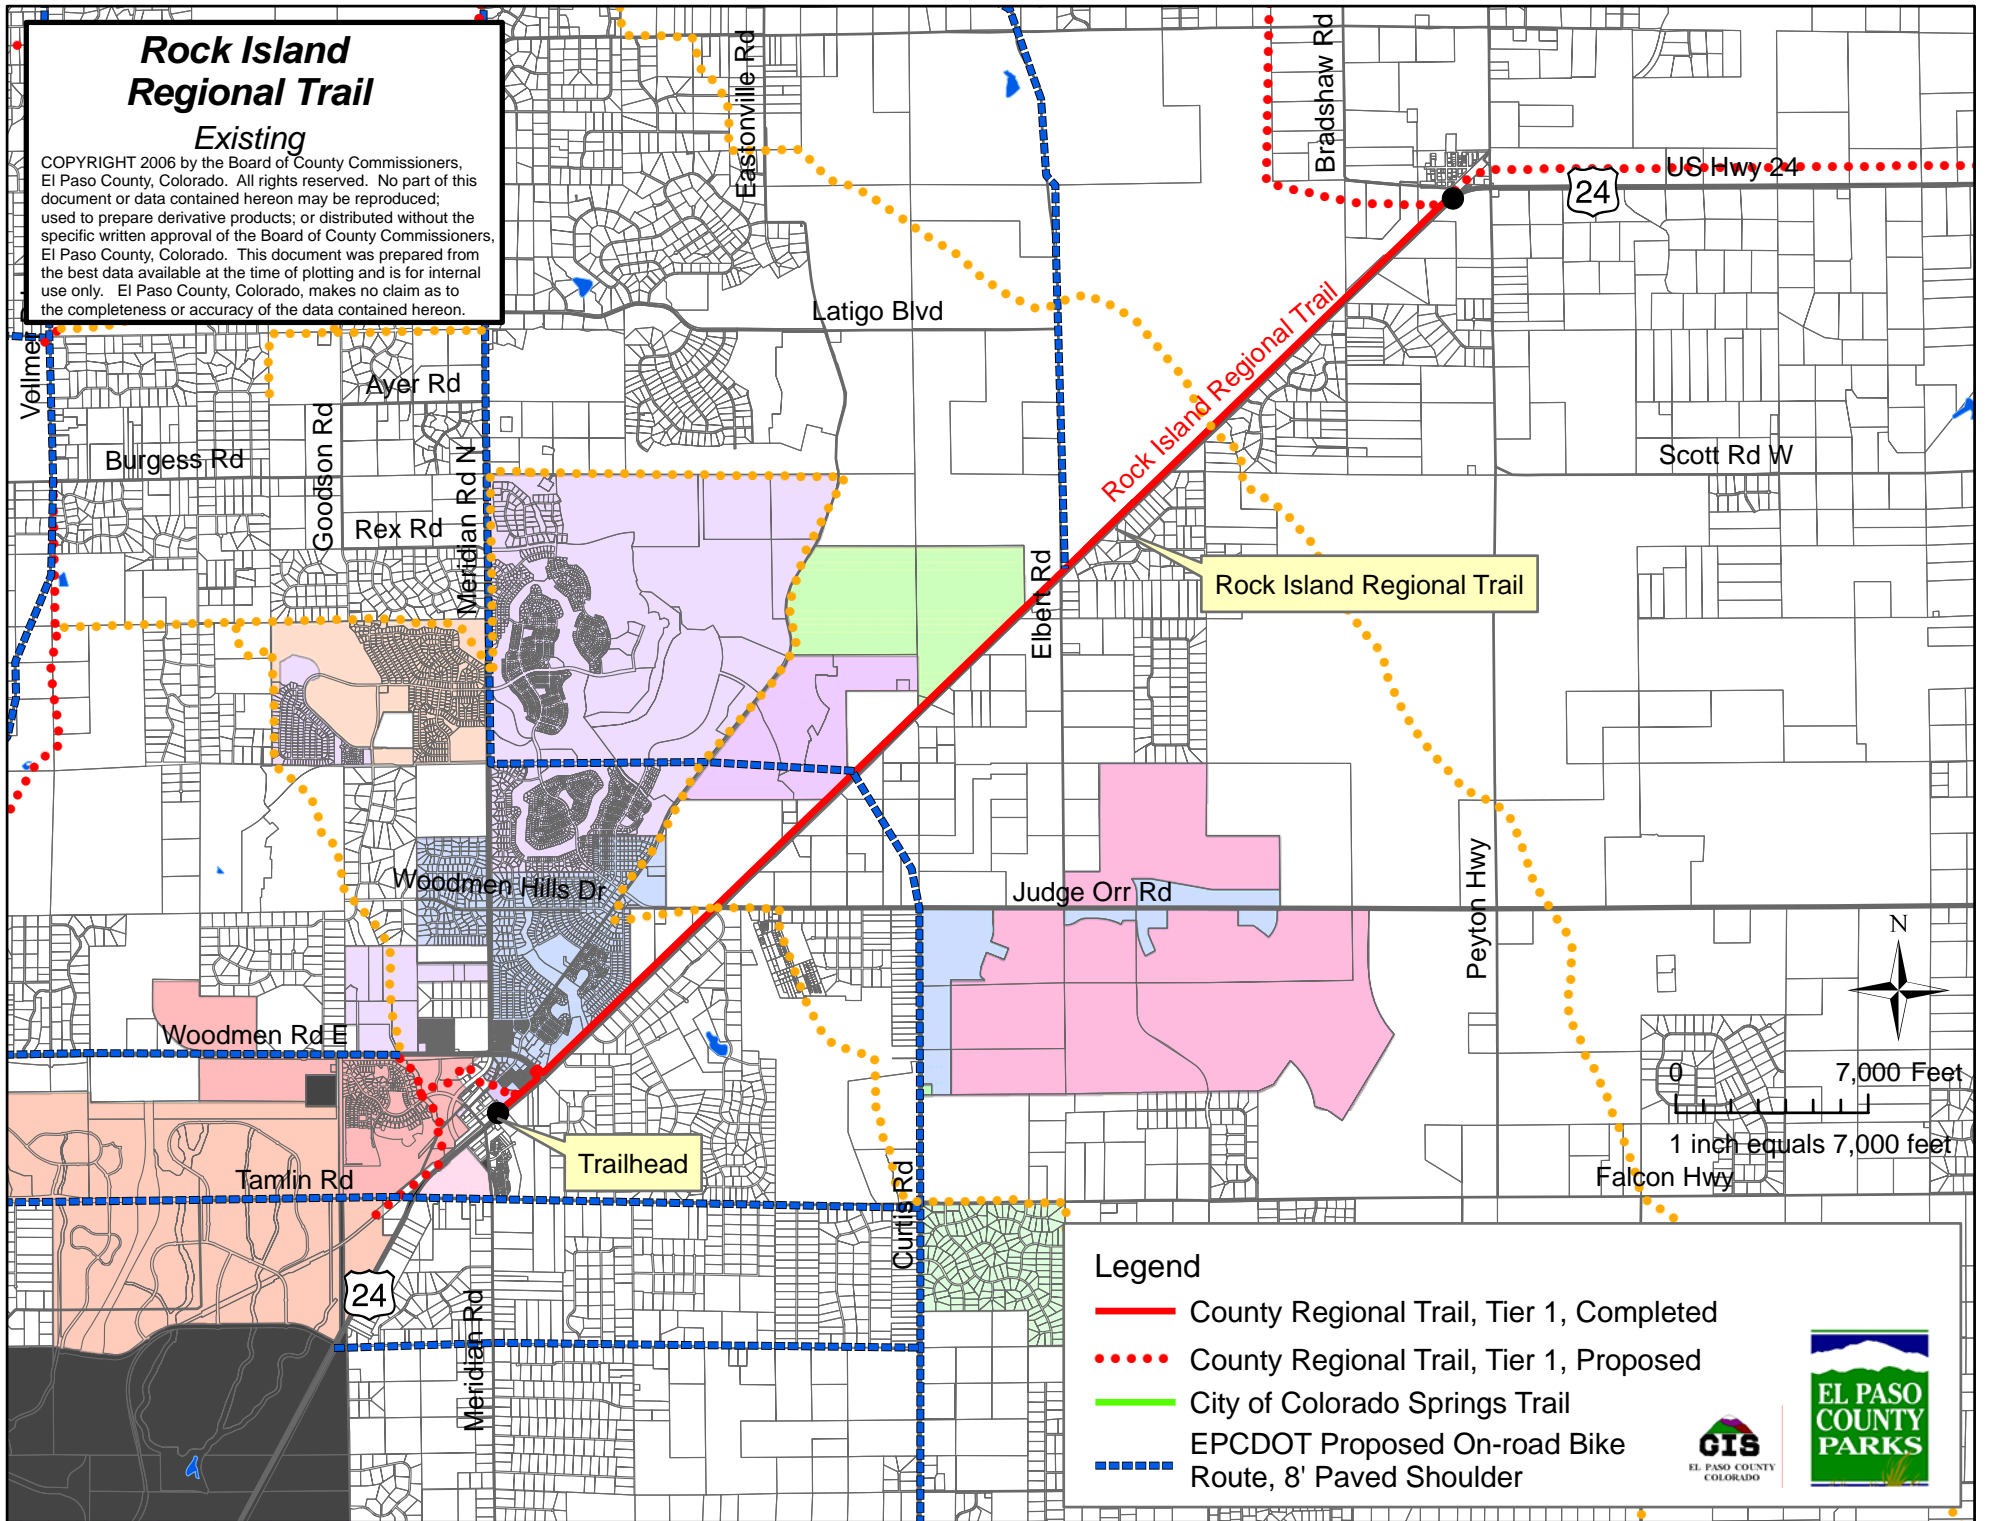 Rock Island
Regional Trail
Existing
COPYRIGHT 2006 by the Board of County Commissioners,
El Paso County, Colorado. All rights reserved. No part of this
document or data contained hereon may be reproduced;
used to prepare derivative products; or distributed without the
specific written approval of the Board of County Commissioners,
El Paso County, Colorado. This document was prepared from
the best data available at the time of plotting and is for internal
use only. El Paso County, Colorado, makes no claim as to
the completeness or accuracy of the data contained hereon.
Eastonville Rd
Bradshaw Rd
US Hwy 24
24
Latigo Blvd
Rock Island Regional Trail
Ayer Rd
Goodson Rd
Burgess Rd
Meridian Rd N
Rex Rd
Scott Rd W
Elbert Rd
Rock Island Regional Trail
Woodmen Hills Dr
Judge Orr Rd
Peyton Hwy
N
Woodmen Rd E
0 7,000 Feet
1 inch equals 7,000 feet
Falcon Hwy
Trailhead
Tamlin Rd
Curtis Rd
24
Meridian Rd
Legend
County Regional Trail, Tier 1, Completed
County Regional Trail, Tier 1, Proposed
City of Colorado Springs Trail
EPCDOT Proposed On-road Bike
Route, 8' Paved Shoulder
GIS
EL PASO COUNTY
COLORADO
EL PASO
COUNTY
PARKS